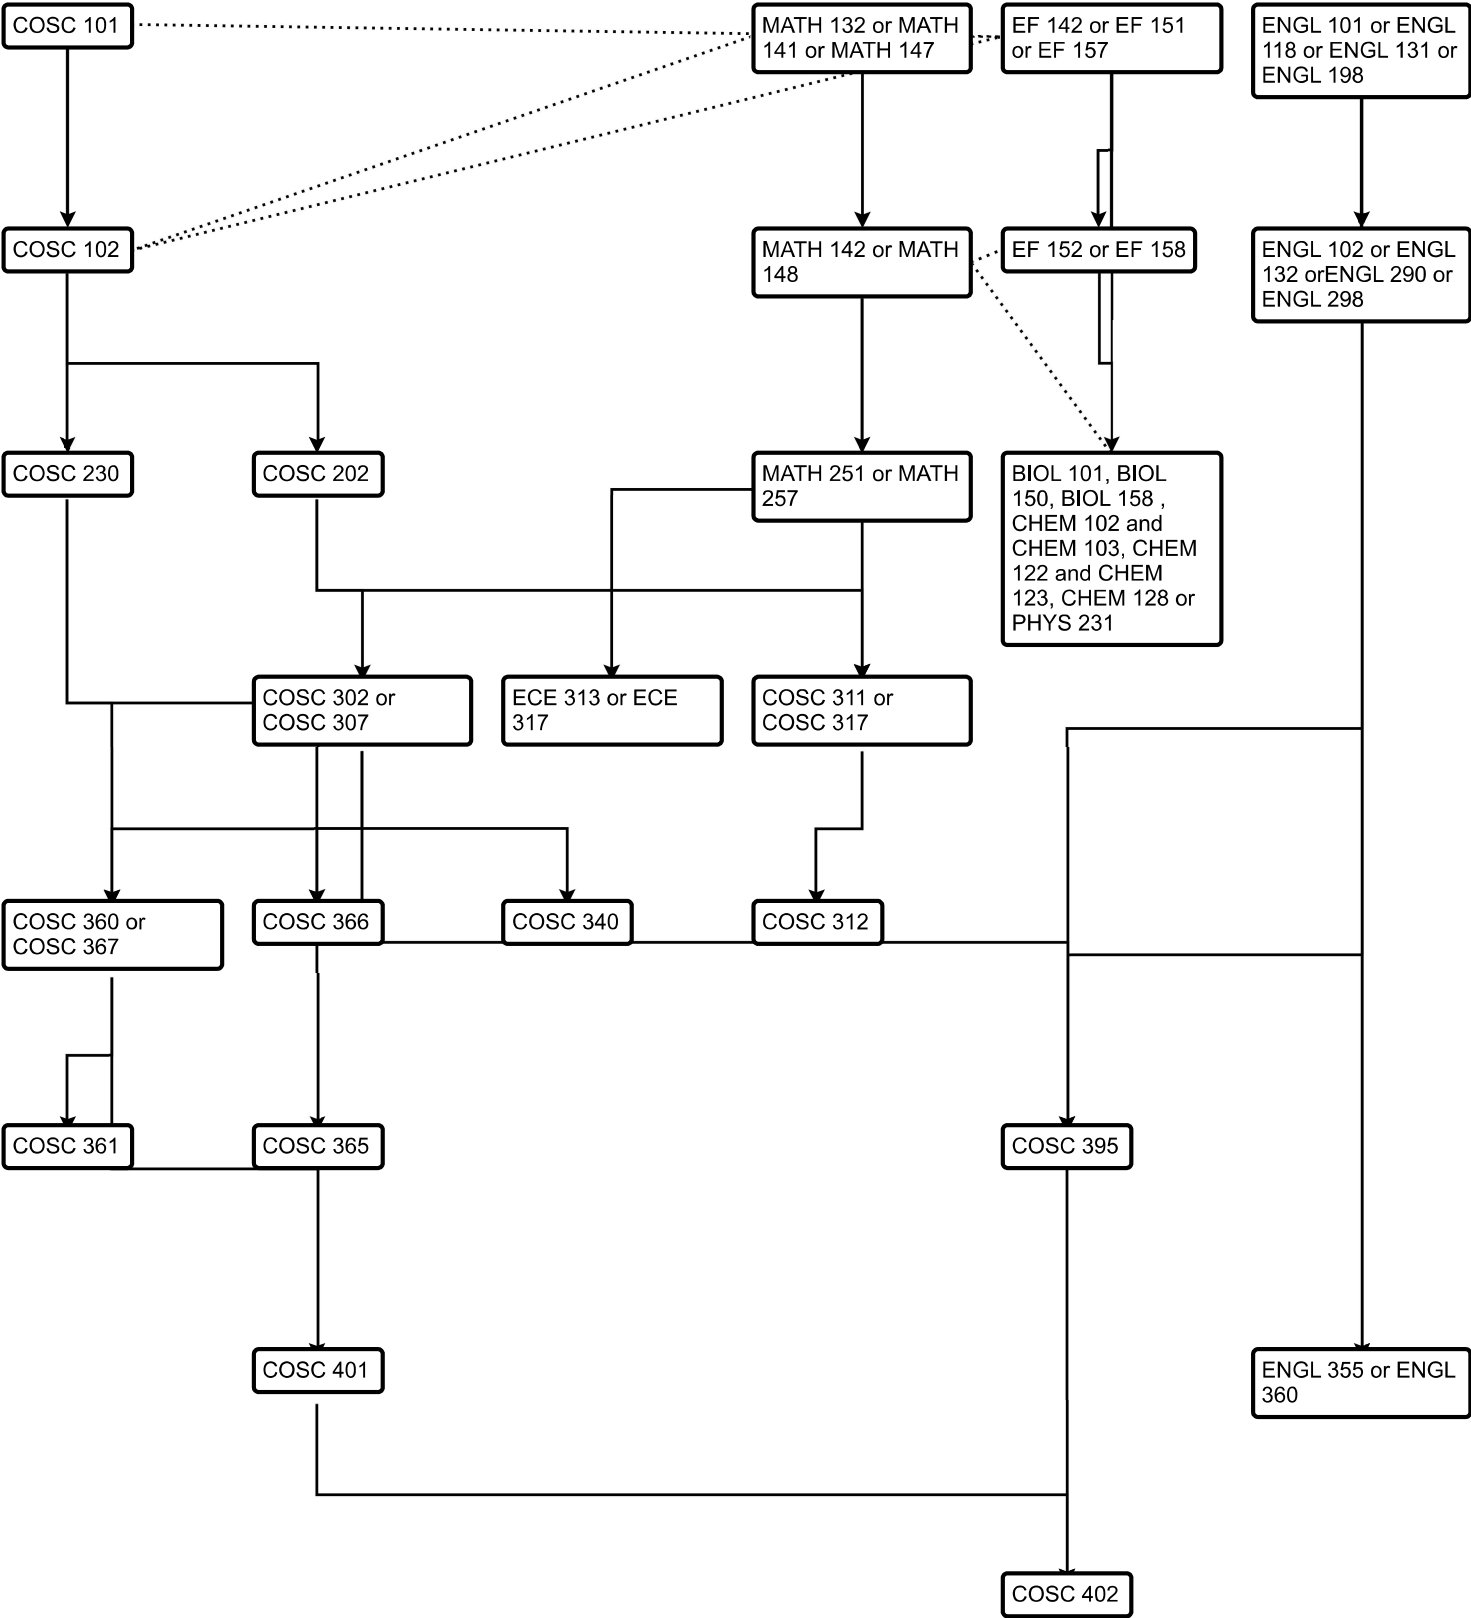 COSC 101
MATH 132 or MATH
141 or MATH 147
EF 142 or EF 151
or EF 157
ENGL 101 or ENGL
118 or ENGL 131 or
ENGL 198
COSC 102
MATH 142 or MATH
148
EF 152 or EF 158
ENGL 102 or ENGL
132 orENGL 290 or
ENGL 298
COSC 230
COSC 202
MATH 251 or MATH
257
BIOL 101, BIOL
150, BIOL 158 ,
CHEM 102 and
CHEM 103, CHEM
122 and CHEM
123, CHEM 128 or
PHYS 231
COSC 302 or
COSC 307
ECE 313 or ECE
317
COSC 311 or
COSC 317
COSC 360 or
COSC 367
COSC 366
COSC 340
COSC 312
COSC 361
COSC 365
COSC 395
COSC 401
ENGL 355 or ENGL
360
COSC 402